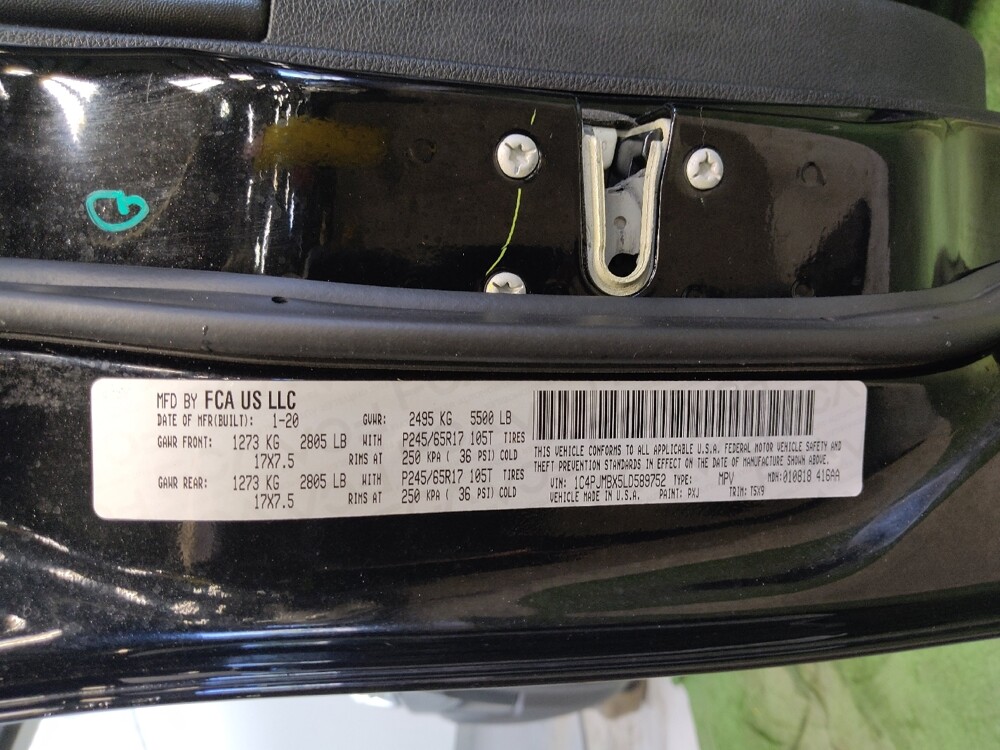 MFD BY FCA US LLC
DATE OF MFR(BUILT): 1-20 GVWR: 2495 KG 5500 LB
GAWR FRONT: 1273 KG 2805 LB WITH P245/65R17 105T TIRES
17X7.5 RIMS AT 250 KPA ( 36 PSI) COLD
GAWR REAR: 1273 KG 2805 LB WITH P245/65R17 105T TIRES
17X7.5 RIMS AT 250 KPA ( 36 PSI) COLD
THIS VEHICLE CONFORMS TO ALL APPLICABLE U.S.A. FEDERAL MOTOR VEHICLE SAFETY AND
THEFT PREVENTION STANDARDS IN EFFECT ON THE DATE OF MANUFACTURE SHOWN ABOVE.
VIN: 1C4PJMBX5LD589752 TYPE: MPV MDH: 010818 416AA
VEHICLE MADE IN U.S.A. PAINT: PXJ TRIM: TSX9